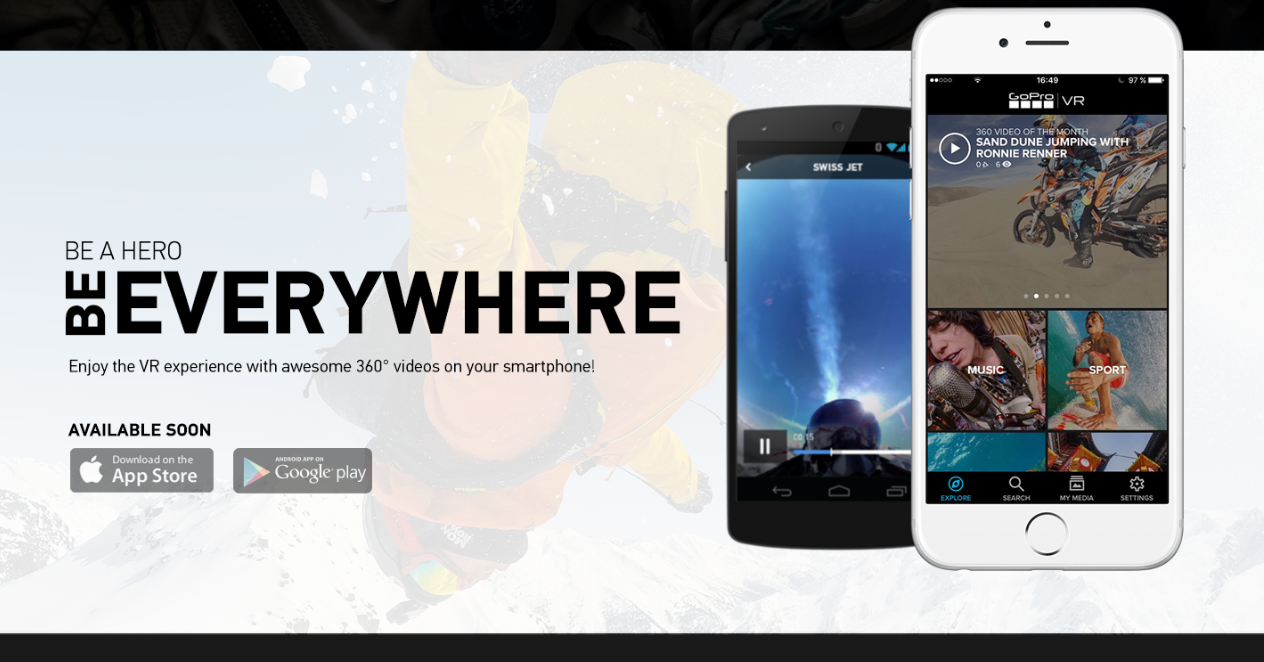 BE A HERO
BE EVERYWHERE
Enjoy the VR experience with awesome 360° videos on your smartphone!
AVAILABLE SOON
Download on the
App Store
ANDROID APP ON
Google play
SWISS JET
00:15
16:49
97 %
GoPro VR
360 VIDEO OF THE MONTH
SAND DUNE JUMPING WITH
RONNIE RENNER
0 6
MUSIC
SPORT
EXPLORE
SEARCH
MY MEDIA
SETTINGS